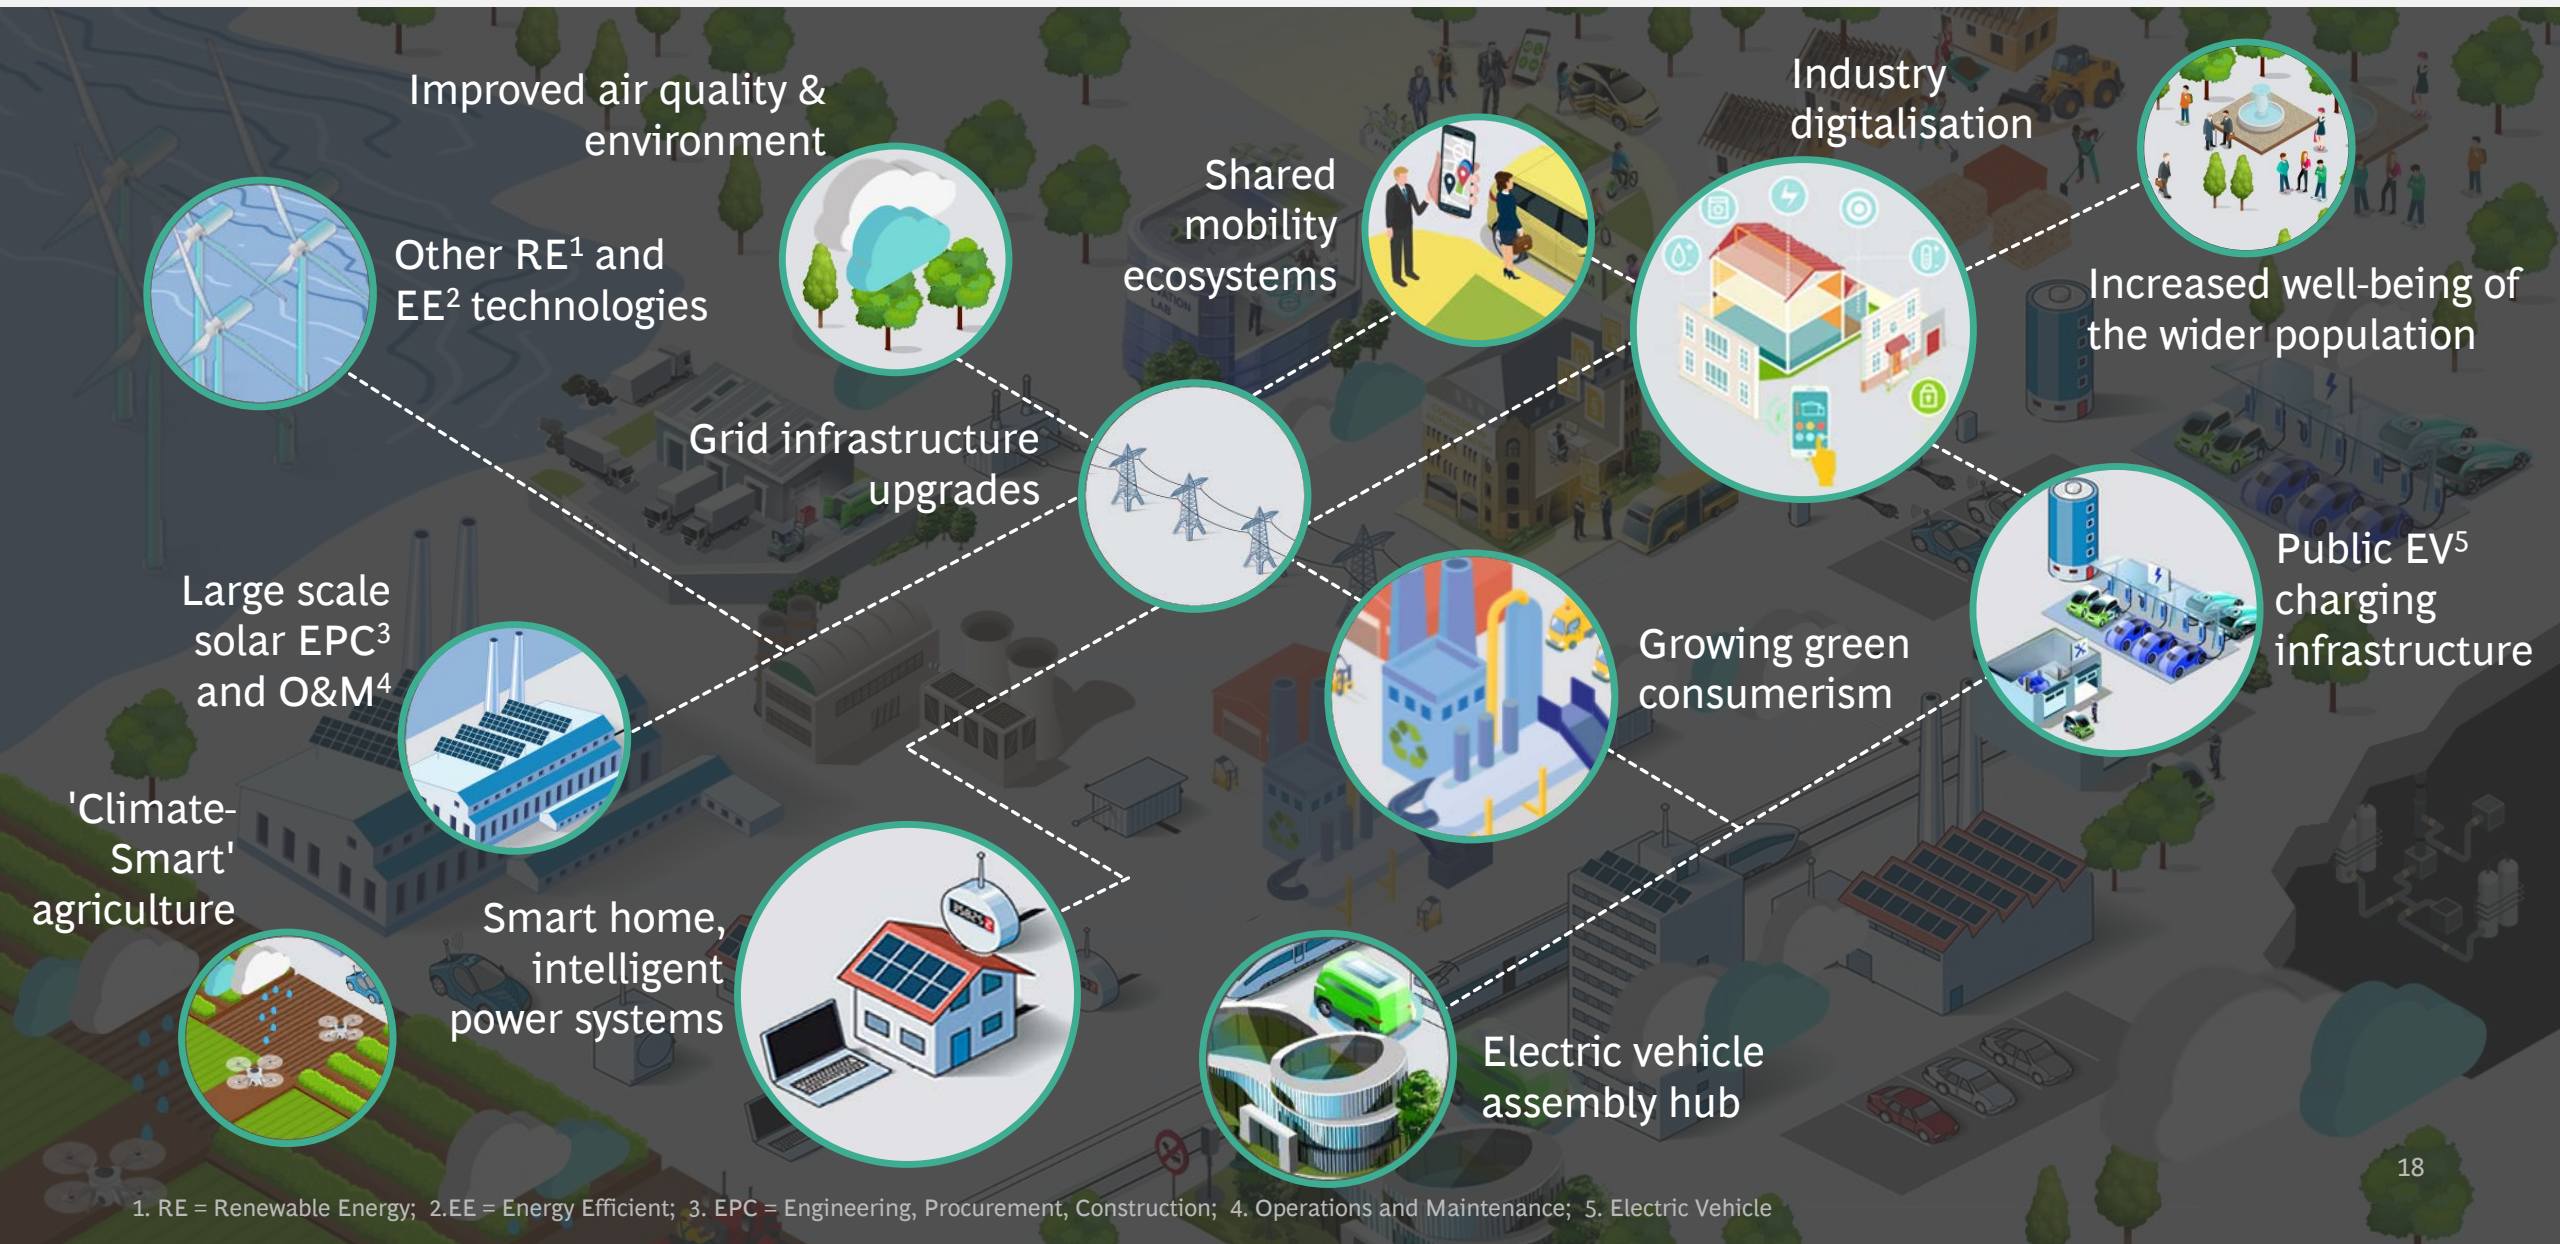 Improved air quality &
environment
Industry
digitalisation
Shared
mobility
ecosystems
Other RE¹ and
EE² technologies
Increased well-being of
the wider population
Grid infrastructure
upgrades
Public EV⁵
charging
infrastructure
Large scale
solar EPC³
and O&M⁴
Growing green
consumerism
'Climate-
Smart'
agriculture
Smart home,
intelligent
power systems
Electric vehicle
assembly hub
18
1. RE = Renewable Energy; 2.EE = Energy Efficient; 3. EPC = Engineering, Procurement, Construction; 4. Operations and Maintenance; 5. Electric Vehicle